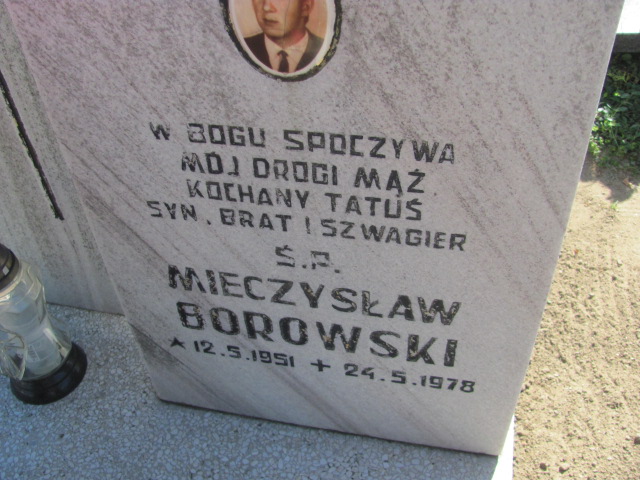 W BOGU SPOCZYWA
MÓJ DROGI MĄŻ
KOCHANY TATUŚ
SYN, BRAT I SZWAGIER
Ś.P.
MIECZYSŁAW
BOROWSKI
* 12.5.1951 + 24.5.1978